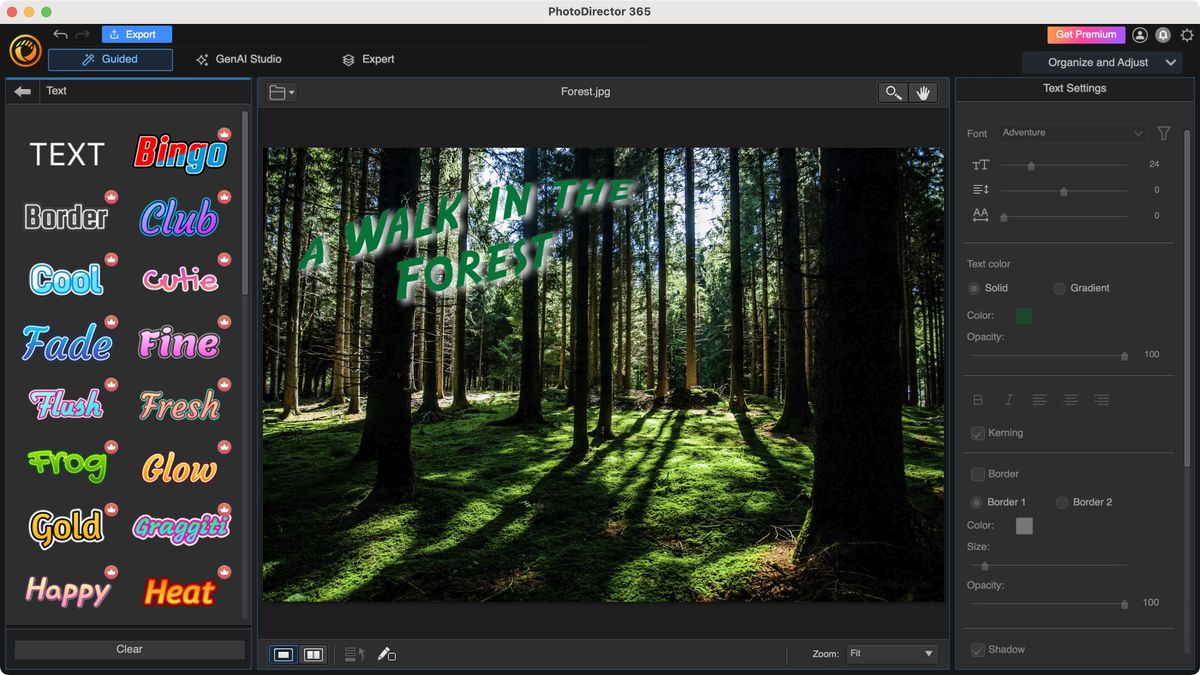 PhotoDirector 365
Export
Get Premium
Guided
GenAI Studio
Expert
Organize and Adjust
Text
Forest.jpg
Text Settings
TEXT
Bingo
Border
Club
Cool
Cutie
Fade
Fine
Flush
Fresh
Frog
Glow
Gold
Graggiti
Happy
Heat
Clear
A WALK IN THE
FOREST
Zoom: Fit
Font Adventure
TT 24
0
AA 0
Text color
Solid Gradient
Color:
Opacity:
100
B I
Kerning
Border
Border 1 Border 2
Color:
Size:
Opacity:
100
Shadow